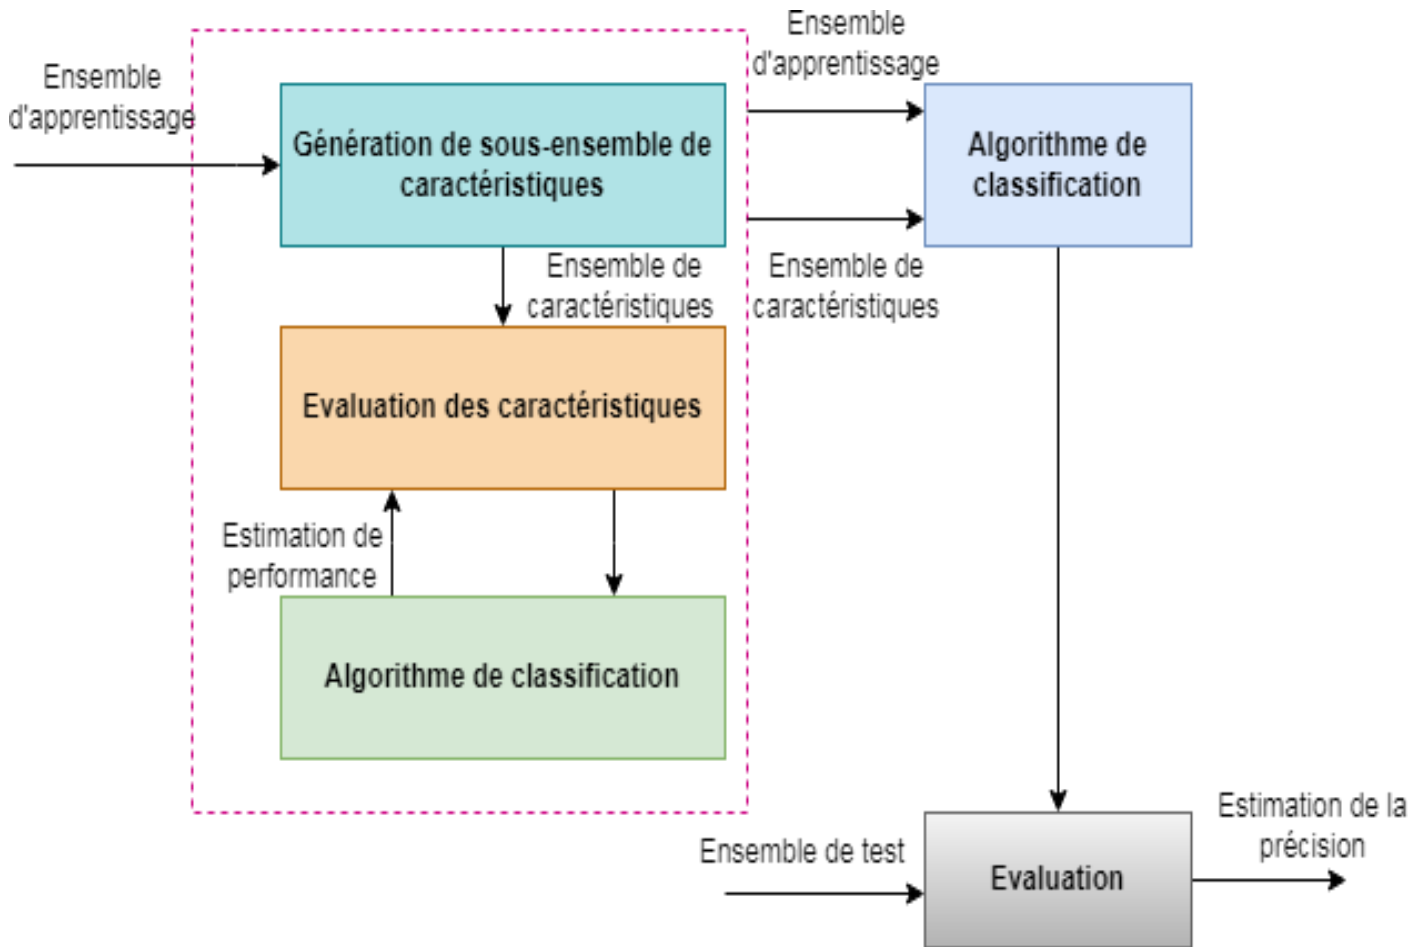 Ensemble
d'apprentissage
Génération de sous-ensemble de
caractéristiques
Ensemble
d'apprentissage
Algorithme de
classification
Ensemble de
caractéristiques
Ensemble de
caractéristiques
Evaluation des caractéristiques
Estimation de
performance
Algorithme de classification
Ensemble de test
Evaluation
Estimation de la
précision